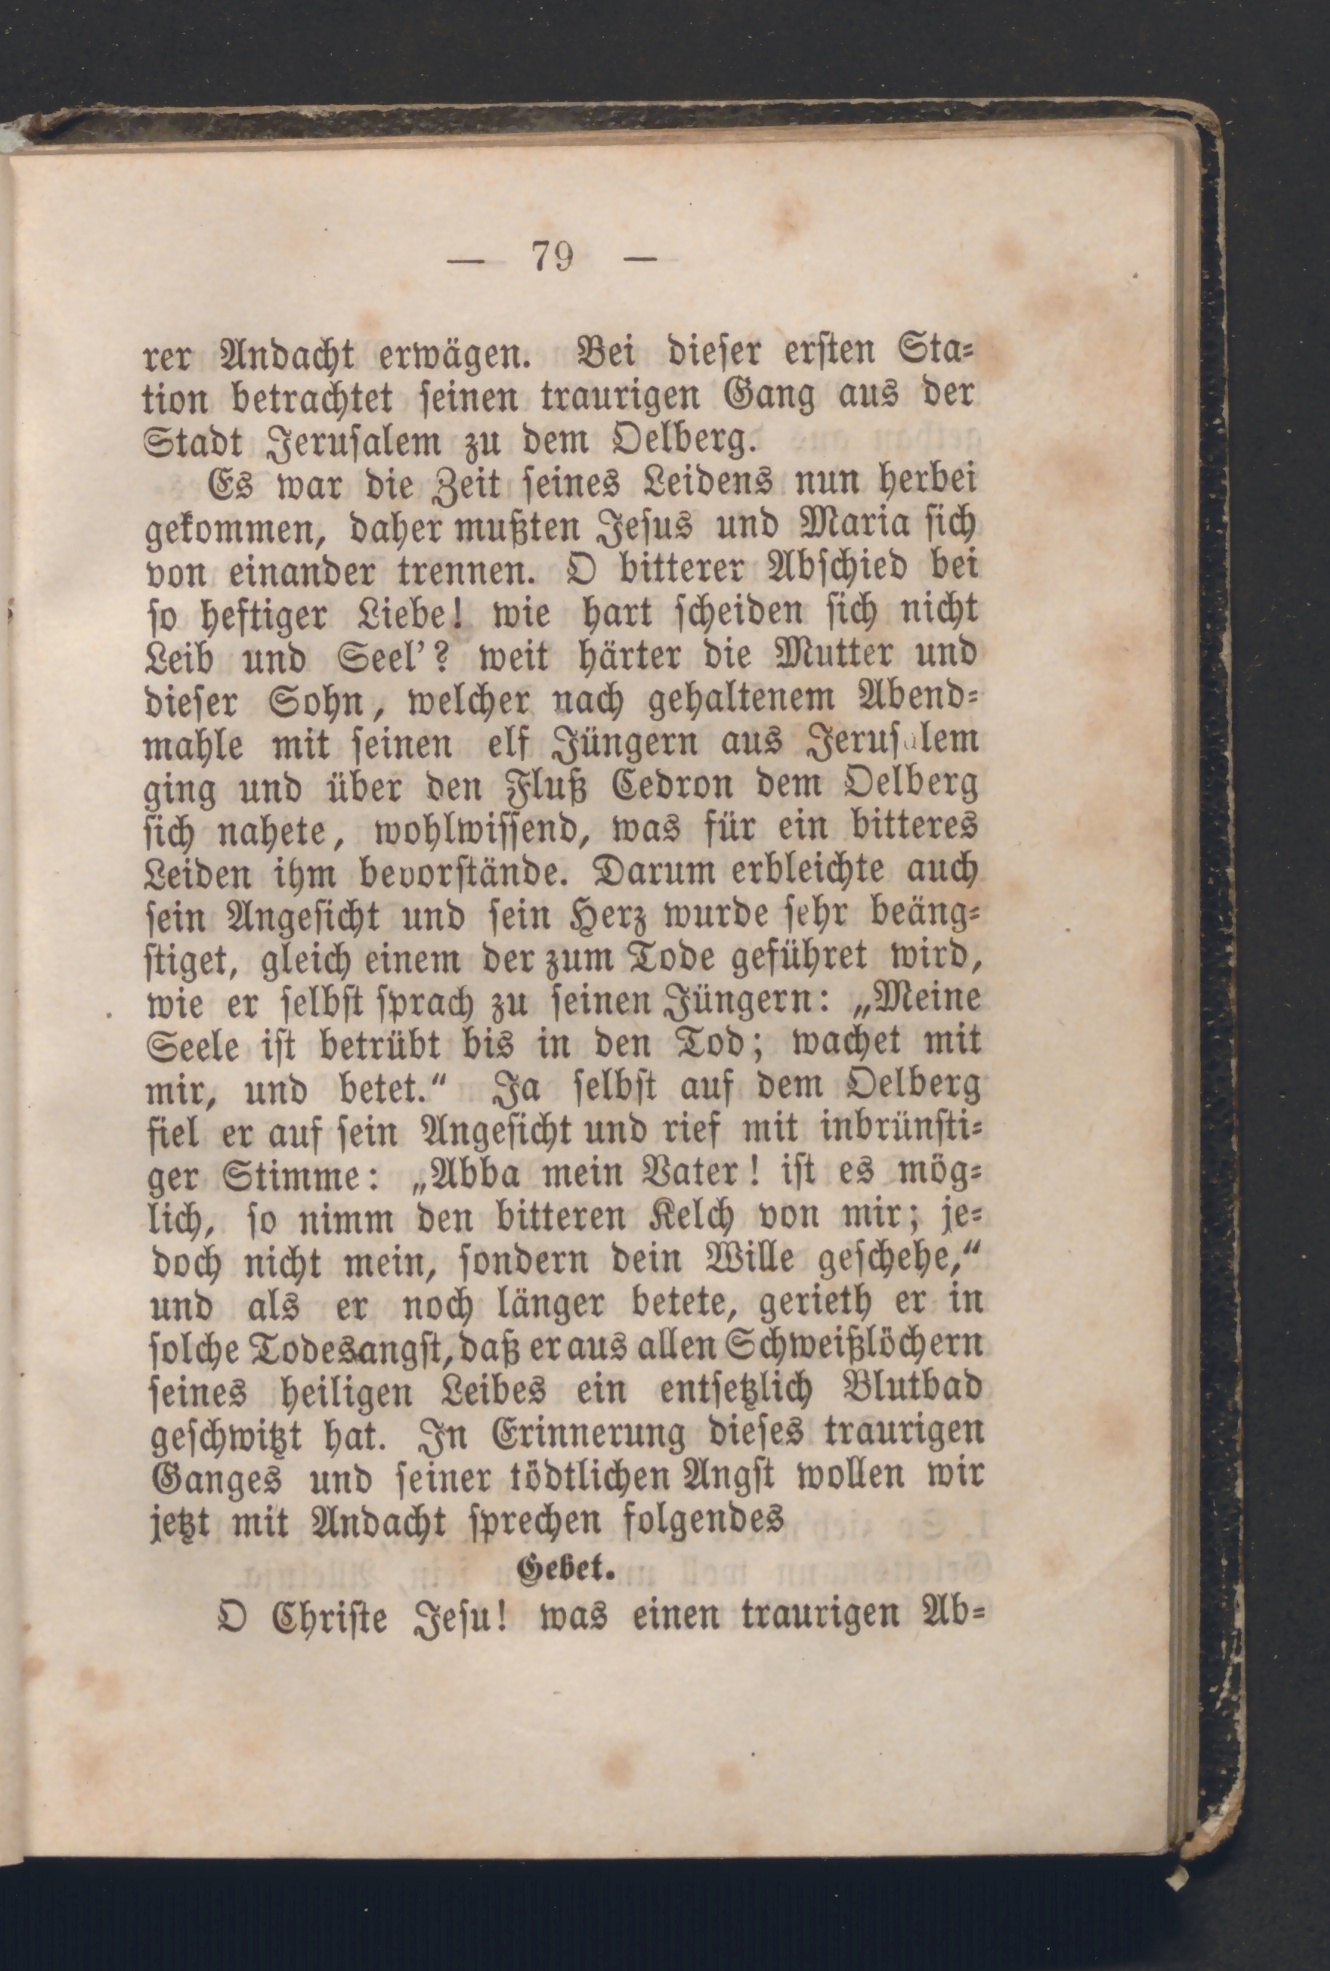 — 79 —
rer Andacht erwägen. Bei dieser ersten Sta-
tion betrachtet seinen traurigen Gang aus der
Stadt Jerusalem zu dem Oelberg.
Es war die Zeit seines Leidens nun herbei
gekommen, daher mußten Jesus und Maria sich
von einander trennen. O bitterer Abschied bei
so heftiger Liebe! wie hart scheiden sich nicht
Leib und Seel'? weit härter die Mutter und
dieser Sohn, welcher nach gehaltenem Abend-
mahle mit seinen elf Jüngern aus Jerusalem
ging und über den Fluß Cedron dem Oelberg
sich nahete, wohlwissend, was für ein bitteres
Leiden ihm bevorstände. Darum erbleichte auch
sein Angesicht und sein Herz wurde sehr beäng-
stiget, gleich einem der zum Tode geführet wird,
wie er selbst sprach zu seinen Jüngern: „Meine
Seele ist betrübt bis in den Tod; wachet mit
mir, und betet.“ Ja selbst auf dem Oelberg
fiel er auf sein Angesicht und rief mit inbrünsti-
ger Stimme: „Abba mein Vater! ist es mög-
lich, so nimm den bitteren Kelch von mir; je-
doch nicht mein, sondern dein Wille geschehe,“
und als er noch länger betete, gerieth er in
solche Todesangst, daß er aus allen Schweißlöchern
seines heiligen Leibes ein entsetzlich Blutbad
geschwitzt hat. In Erinnerung dieses traurigen
Ganges und seiner tödtlichen Angst wollen wir
jetzt mit Andacht sprechen folgendes
Gebet.
O Christe Jesu! was einen traurigen Ab-